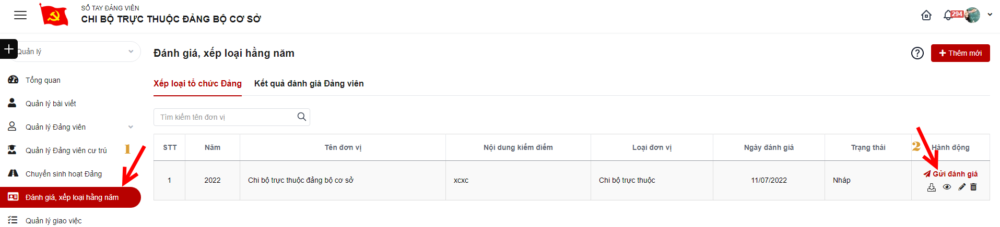 SỔ TAY ĐẢNG VIÊN
CHI BỘ TRỰC THUỘC ĐẢNG BỘ CƠ SỞ
294
Quản lý
Tổng quan
Quản lý bài viết
Quản lý Đảng viên
Quản lý Đảng viên cư trú
1
Chuyển sinh hoạt Đảng
Đánh giá, xếp loại hằng năm
Quản lý giao việc
Đánh giá, xếp loại hằng năm
Thêm mới
Xếp loại tổ chức Đảng Kết quả đánh giá Đảng viên
Tìm kiếm tên đơn vị
STT Năm Tên đơn vị Nội dung kiểm điểm Loại đơn vị Ngày đánh giá Trạng thái 2 Hành động
1 2022 Chi bộ trực thuộc đảng bộ cơ sở xcxc Chi bộ trực thuộc 11/07/2022 Nháp Gửi đánh giá